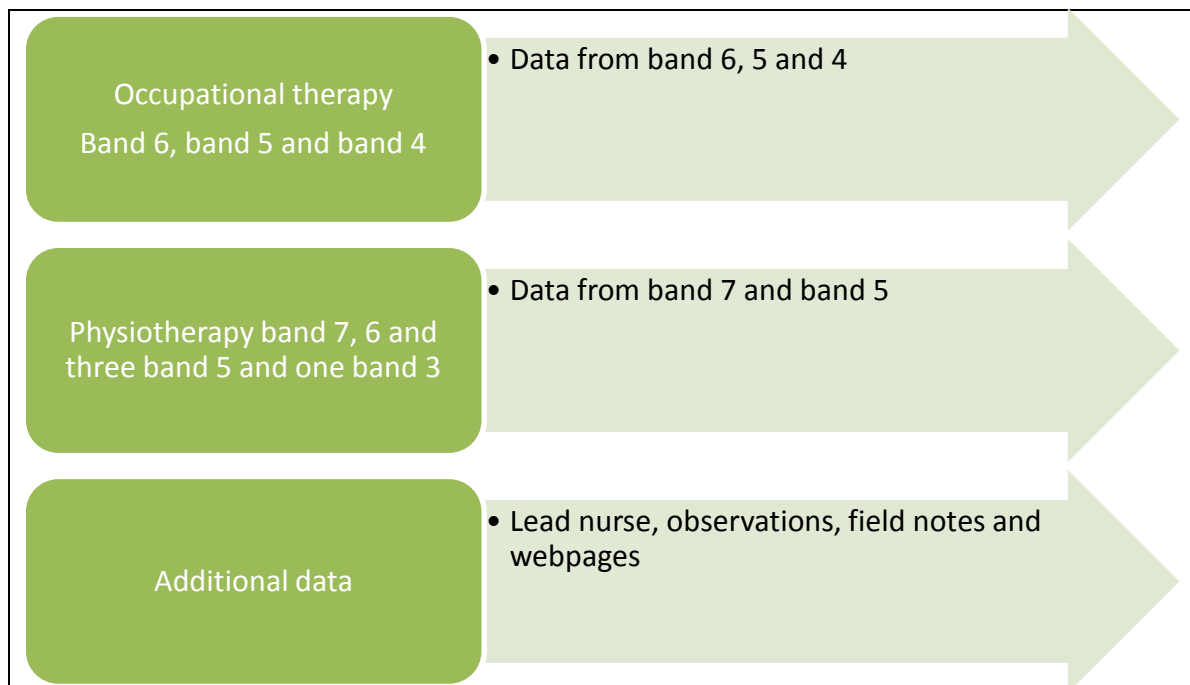 Occupational therapy
Band 6, band 5 and band 4
• Data from band 6, 5 and 4
Physiotherapy band 7, 6 and
three band 5 and one band 3
• Data from band 7 and band 5
Additional data
• Lead nurse, observations, field notes and
webpages